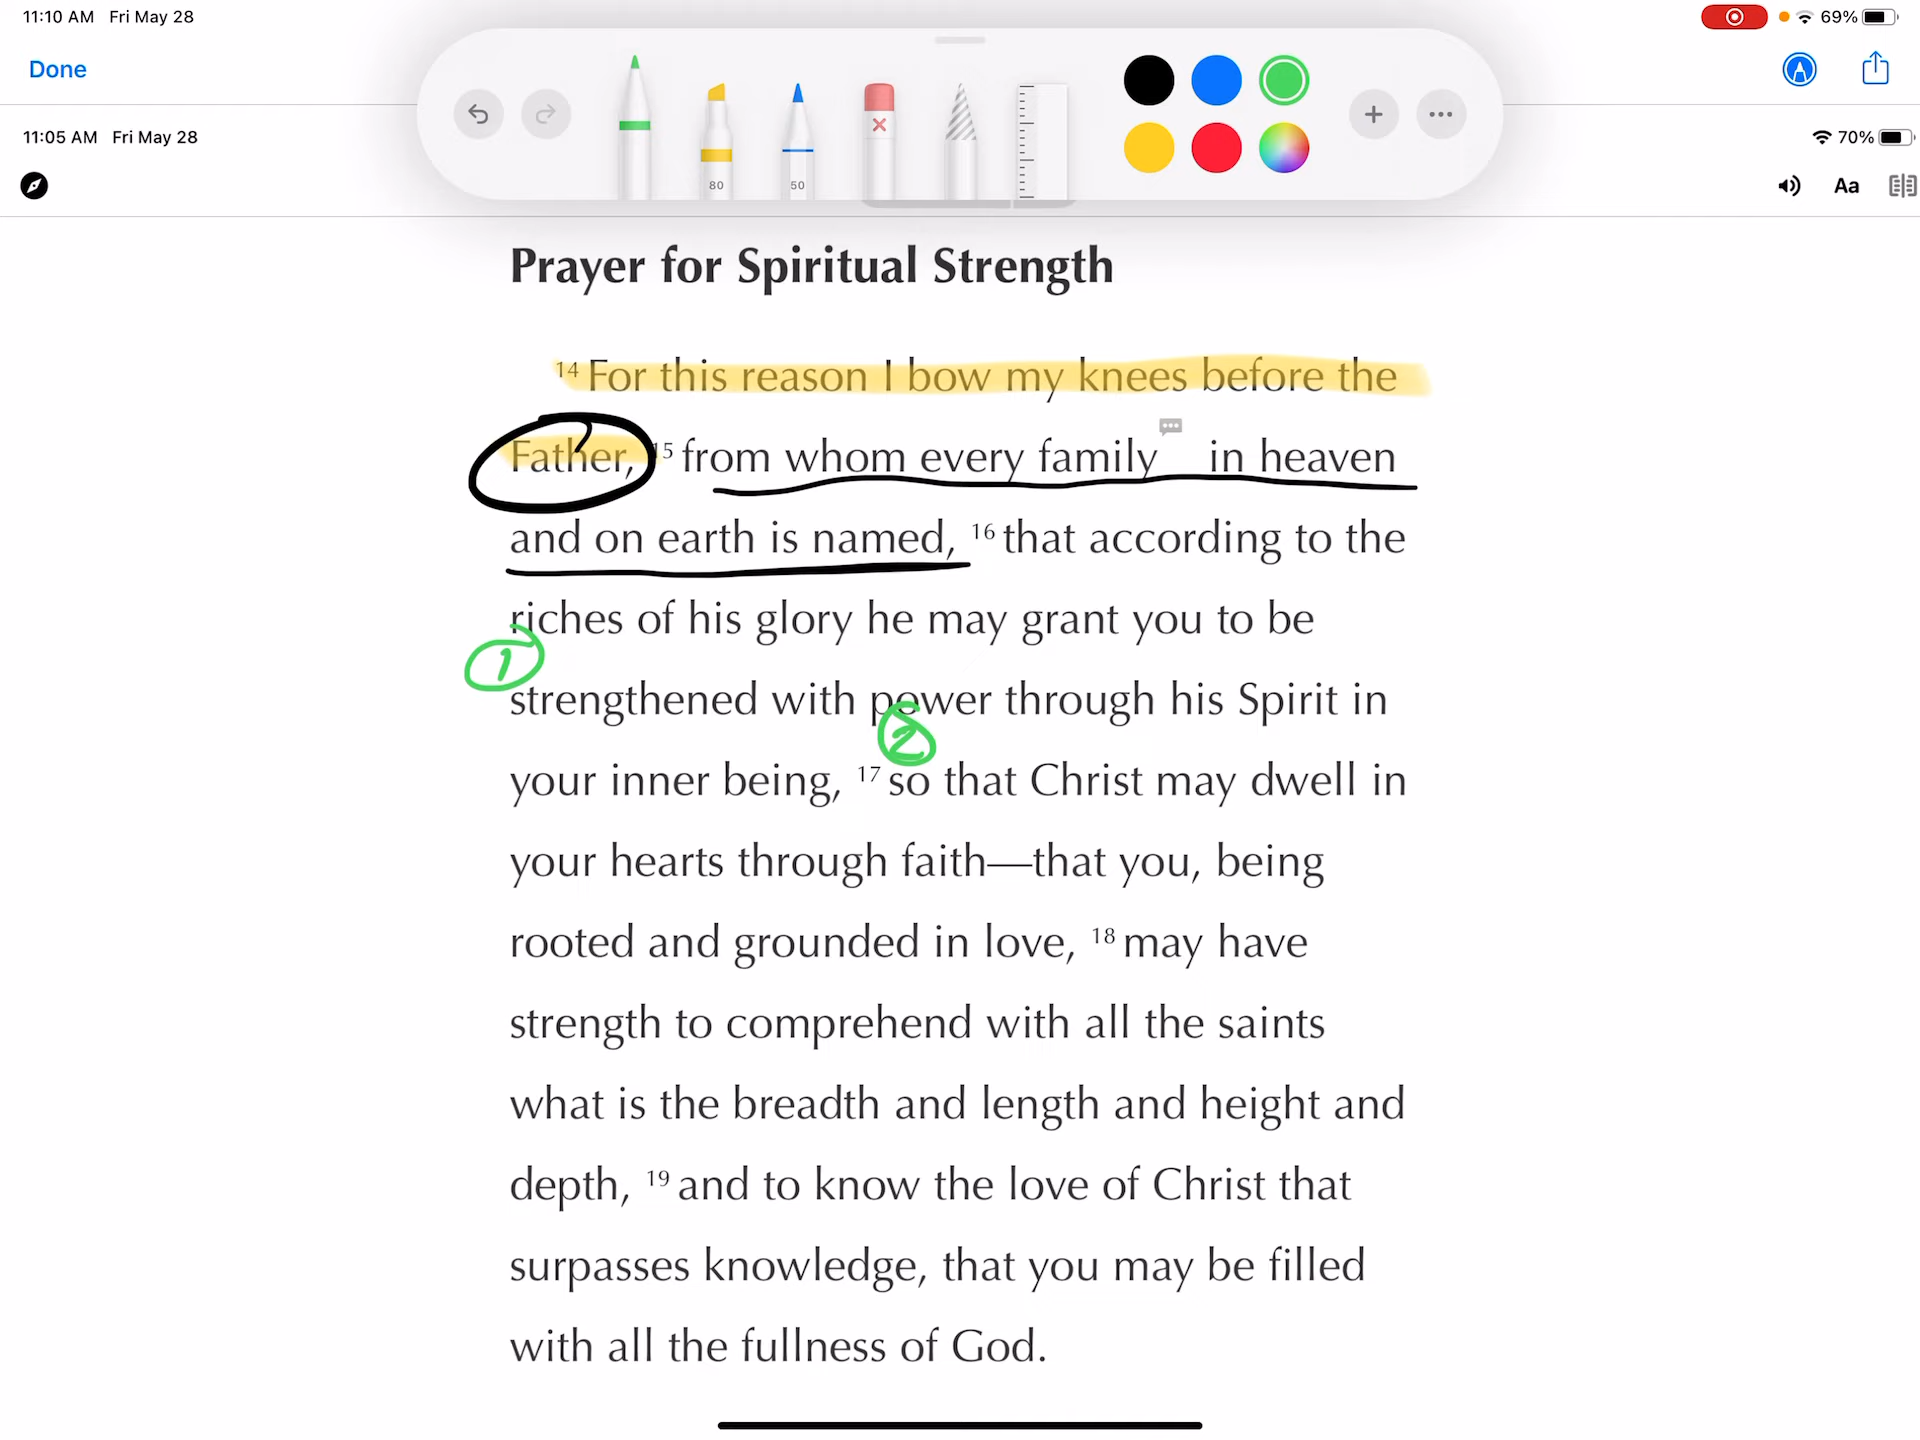 11:10 AM Fri May 28
69%
Done
80
50
11:05 AM Fri May 28
70%
Aa
Prayer for Spiritual Strength
14 For this reason I bow my knees before the
Father, 15 from whom every family in heaven
and on earth is named, 16 that according to the
riches of his glory he may grant you to be
1
strengthened with power through his Spirit in
2
your inner being, 17 so that Christ may dwell in
your hearts through faith—that you, being
rooted and grounded in love, 18 may have
strength to comprehend with all the saints
what is the breadth and length and height and
depth, 19 and to know the love of Christ that
surpasses knowledge, that you may be filled
with all the fullness of God.